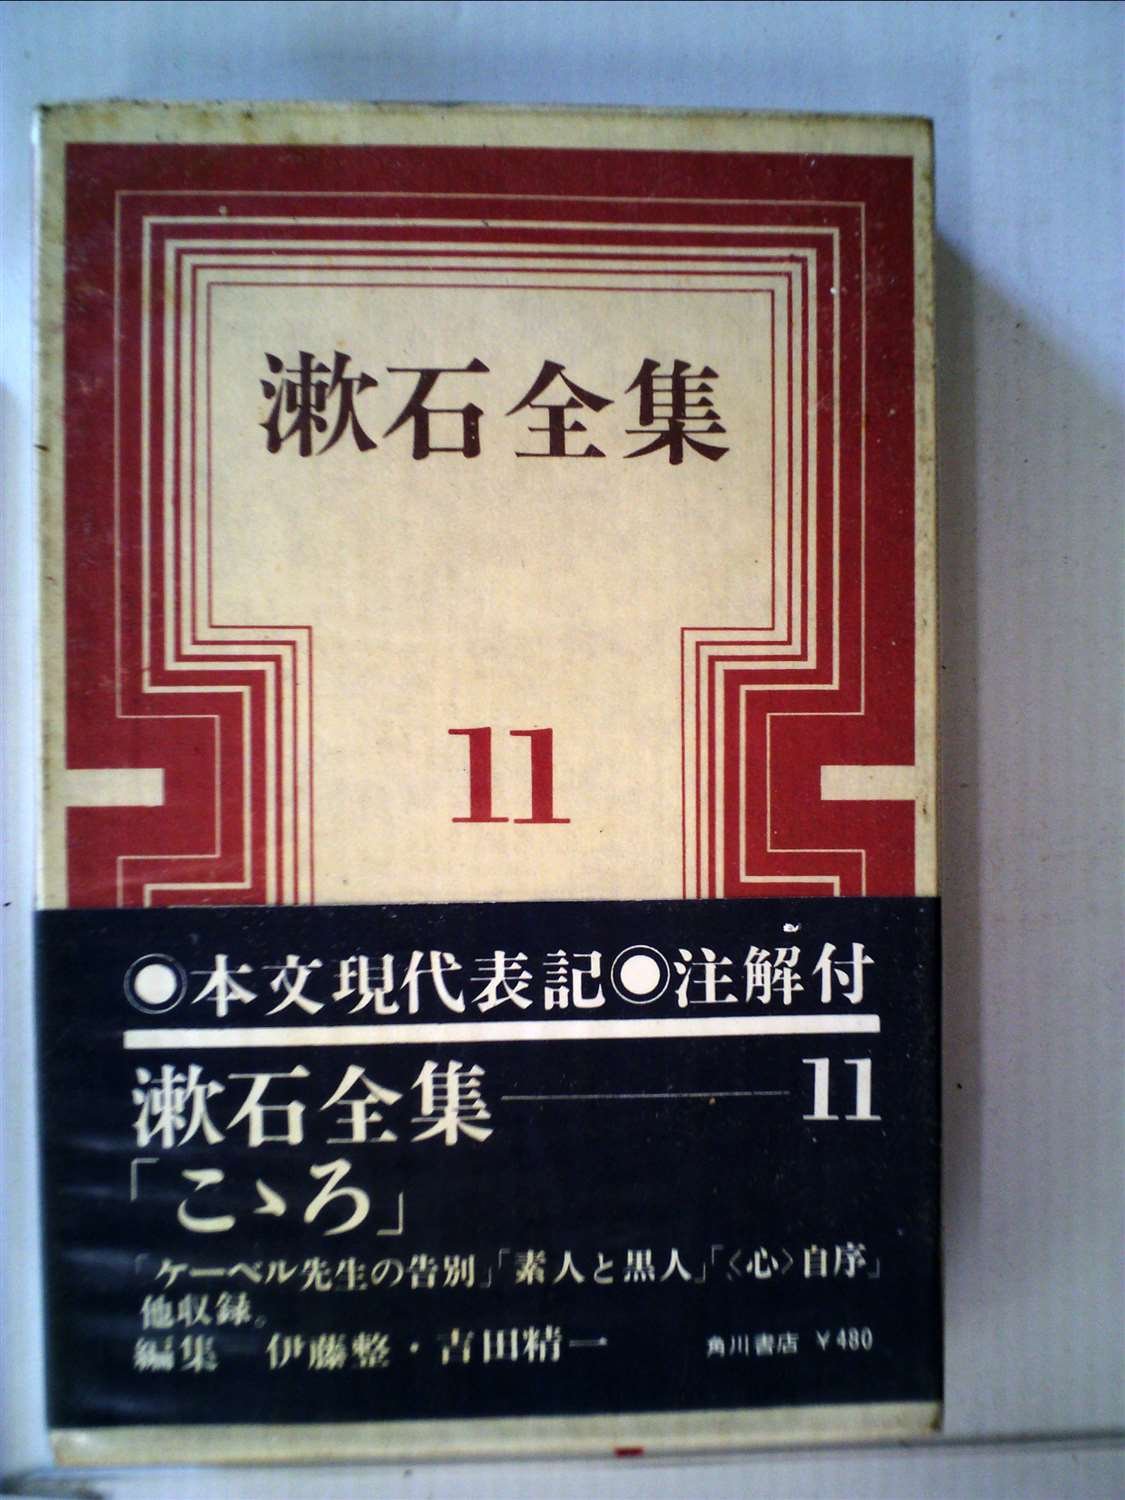 漱石全集
11
◉本文現代表記◉注解付
漱石全集――11
「こゝろ」
「ケーベル先生の告別」「素人と黒人」「〈心〉自序」
他収録。
編集―伊藤整・吉田精一
角川書店 ￥480